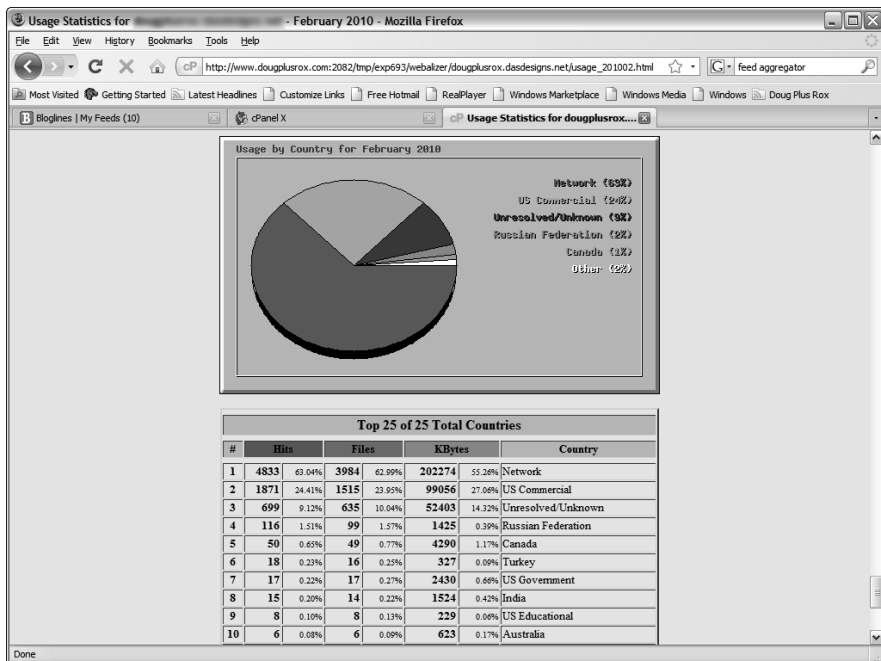 Usage Statistics for - February 2010 - Mozilla Firefox
File Edit View History Bookmarks Tools Help
cP http://www.dougplusrox.com:2082/tmp/exp693/webalizer/dougplusrox.dasdesigns.net/usage_201002.html G feed aggregator
Most Visited Getting Started Latest Headlines Customize Links Free Hotmail RealPlayer Windows Marketplace Windows Media Windows Doug Plus Rox
B Bloglines | My Feeds (10) cPanel X cP Usage Statistics for dougplusrox....
Usage by Country for February 2010
Network (63%)
US Commercial (24%)
Unresolved/Unknown (9%)
Russian Federation (2%)
Canada (1%)
Other (2%)
Top 25 of 25 Total Countries
# Hits Files KBytes Country
1 4833 63.04% 3984 62.99% 202274 55.26% Network
2 1871 24.41% 1515 23.95% 99056 27.06% US Commercial
3 699 9.12% 635 10.04% 52403 14.32% Unresolved/Unknown
4 116 1.51% 99 1.57% 1425 0.39% Russian Federation
5 50 0.65% 49 0.77% 4290 1.17% Canada
6 18 0.23% 16 0.25% 327 0.09% Turkey
7 17 0.22% 17 0.27% 2430 0.66% US Government
8 15 0.20% 14 0.22% 1524 0.42% India
9 8 0.10% 8 0.13% 229 0.06% US Educational
10 6 0.08% 6 0.09% 623 0.17% Australia
Done